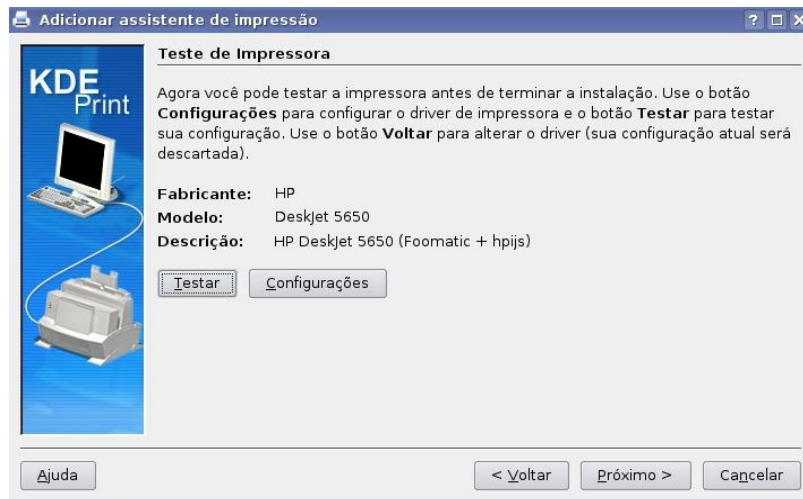 Adicionar assistente de impressão
KDE
Print
Teste de Impressora
Agora você pode testar a impressora antes de terminar a instalação. Use o botão
Configurações para configurar o driver de impressora e o botão Testar para testar
sua configuração. Use o botão Voltar para alterar o driver (sua configuração atual será
descartada).
Fabricante: HP
Modelo: DeskJet 5650
Descrição: HP DeskJet 5650 (Foomatic + hpijs)
Testar Configurações
Ajuda < Voltar Próximo > Cancelar